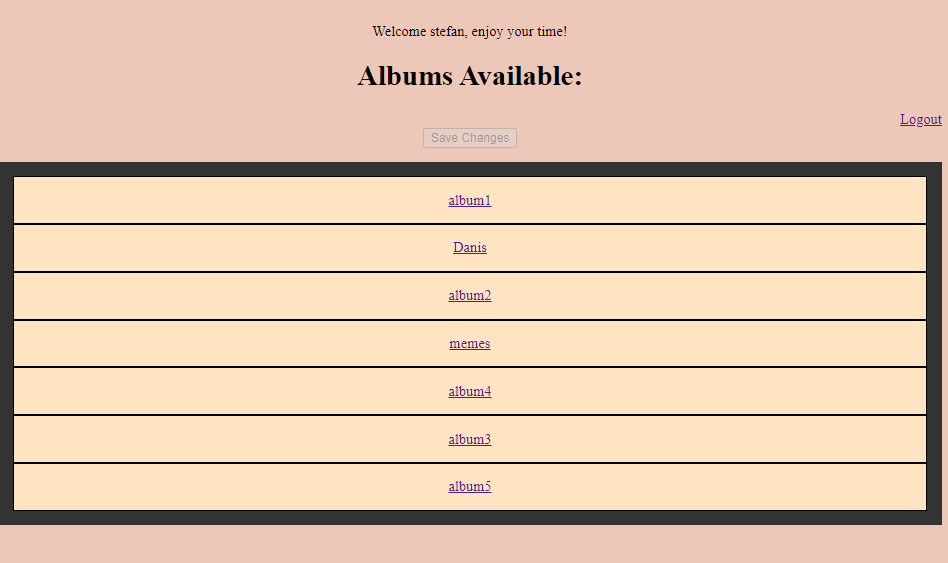 Welcome stefan, enjoy your time!
Albums Available:
Logout
Save Changes
album1
Danis
album2
memes
album4
album3
album5